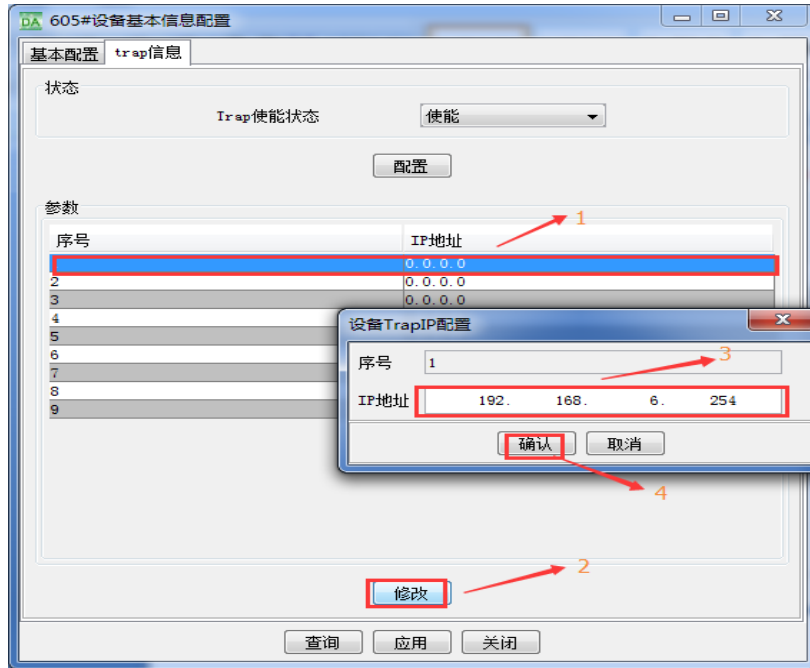 DA 605#设备基本信息配置
基本配置 trap信息
状态
Trap使能状态 使能
配置
参数
1
序号 IP地址
0.0.0.0
2 0.0.0.0
3 0.0.0.0
4
设备TrapIP配置
5
6
序号 1
3
7
8
IP地址 192. 168. 6. 254
9
确认 取消
4
2
修改
查询 应用 关闭